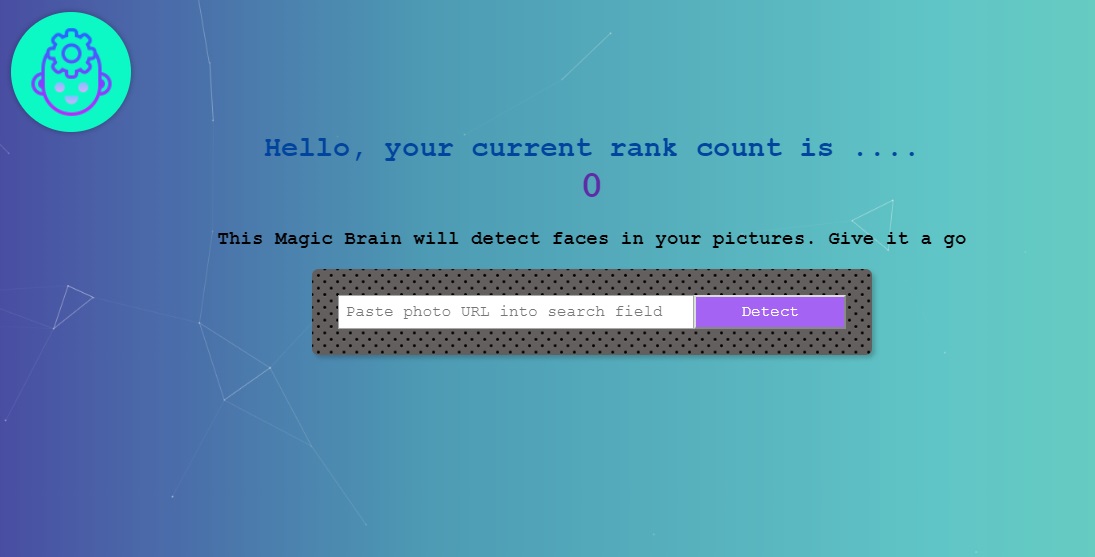 Hello, your current rank count is ....
0
This Magic Brain will detect faces in your pictures. Give it a go
Paste photo URL into search field Detect